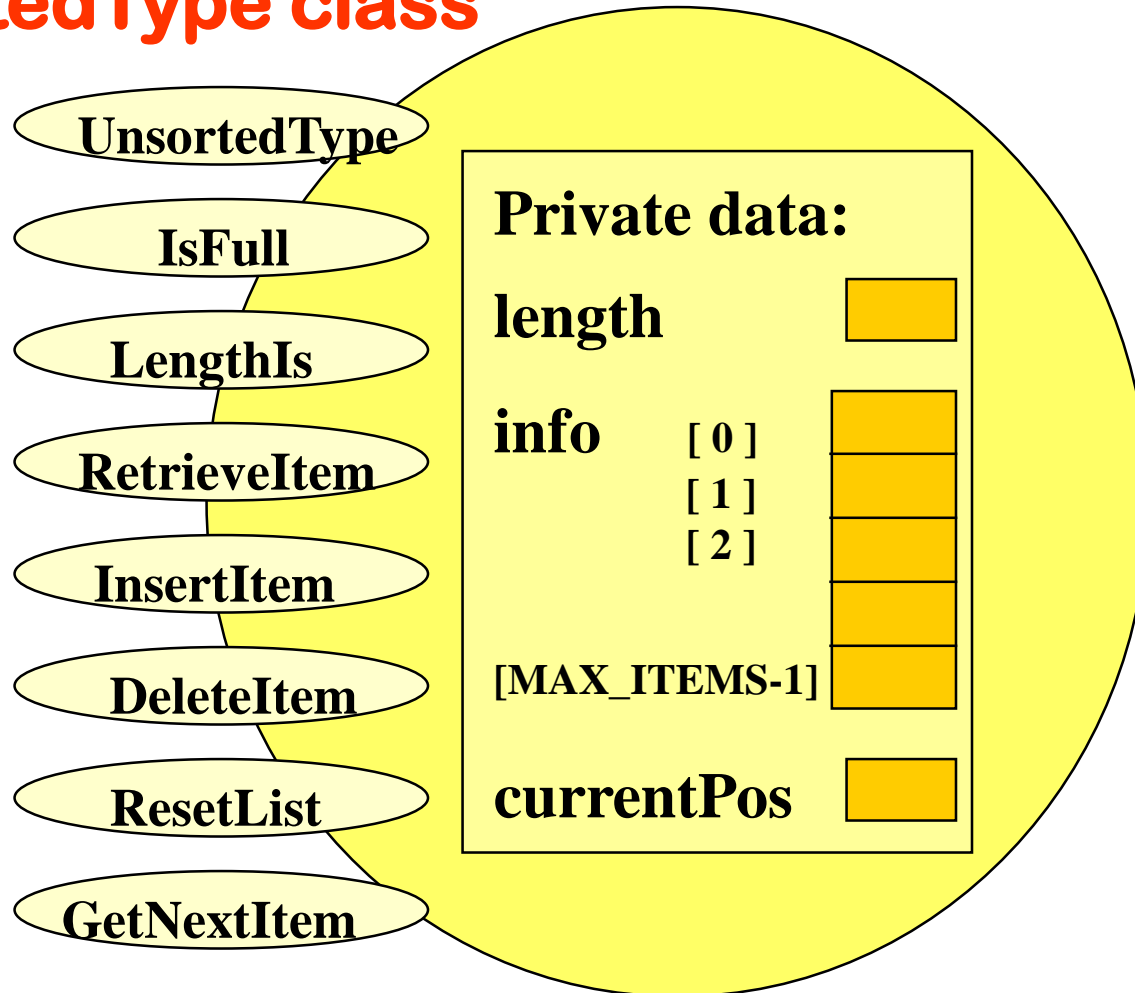 tedType class
UnsortedType
IsFull
LengthIs
RetrieveItem
InsertItem
DeleteItem
ResetList
GetNextItem
Private data:
length
info [ 0 ]
[ 1 ]
[ 2 ]
[MAX_ITEMS-1]
currentPos